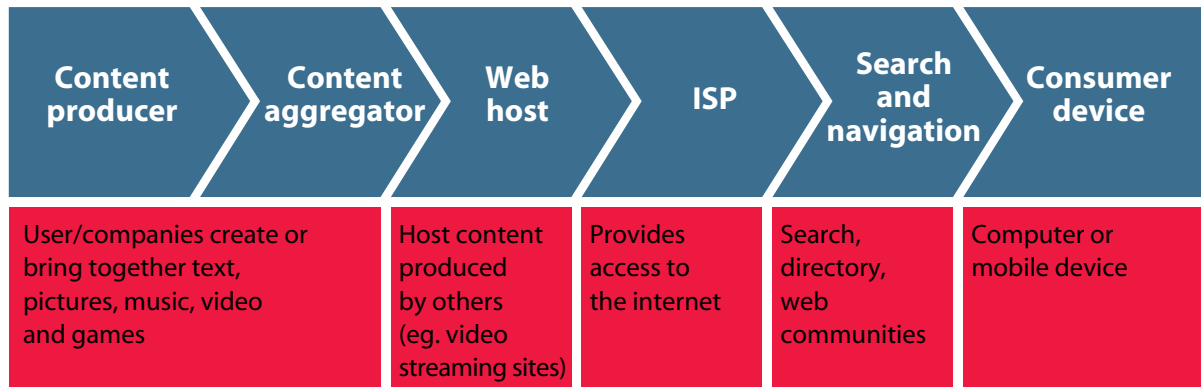 Content
producer
Content
aggregator
Web
host
ISP
Search
and
navigation
Consumer
device
User/companies create or
bring together text,
pictures, music, video
and games
Host content
produced
by others
(eg. video
streaming sites)
Provides
access to
the internet
Search,
directory,
web
communities
Computer or
mobile device